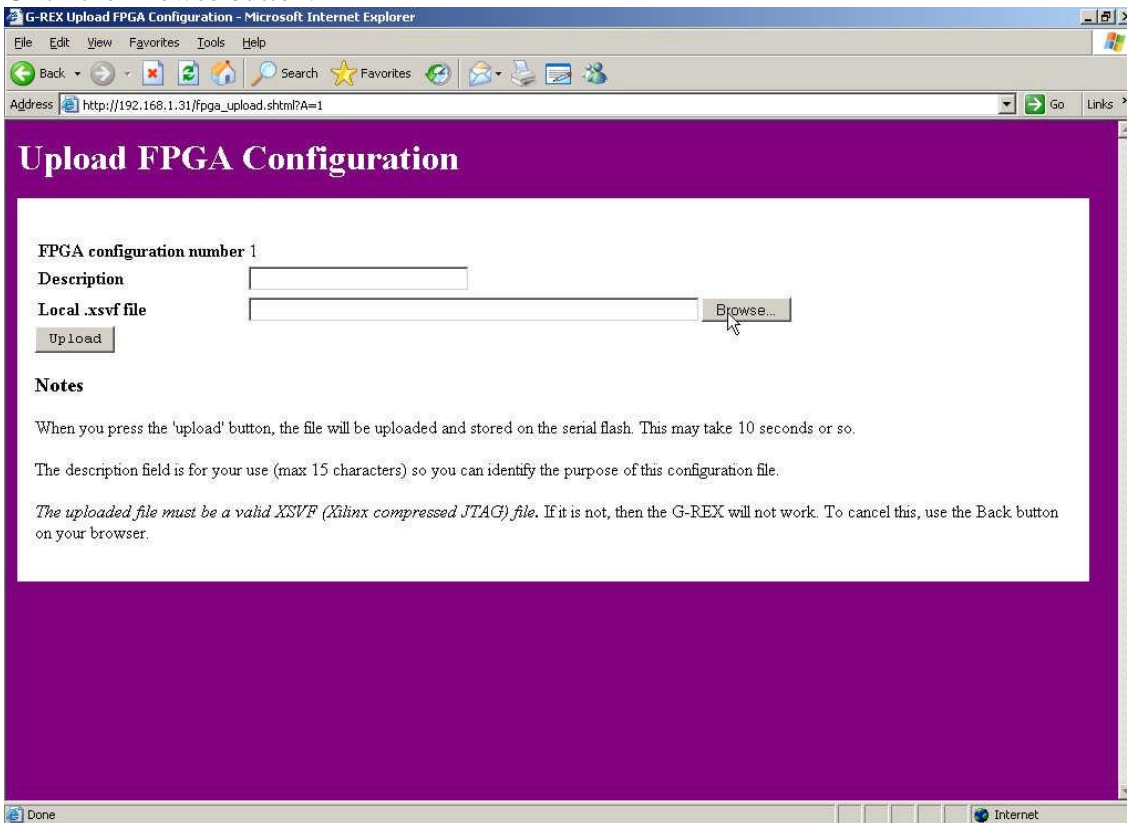 G-REX Upload FPGA Configuration - Microsoft Internet Explorer
File Edit View Favorites Tools Help
Back Search Favorites
Address http://192.168.1.31/fpga_upload.shtml?A=1 Go Links
Upload FPGA Configuration
FPGA configuration number 1
Description
Local .xsvf file Browse...
Upload
Notes
When you press the 'upload' button, the file will be uploaded and stored on the serial flash. This may take 10 seconds or so.
The description field is for your use (max 15 characters) so you can identify the purpose of this configuration file.
The uploaded file must be a valid XSVF (Xilinx compressed JTAG) file. If it is not, then the G-REX will not work. To cancel this, use the Back button
on your browser.
Done Internet